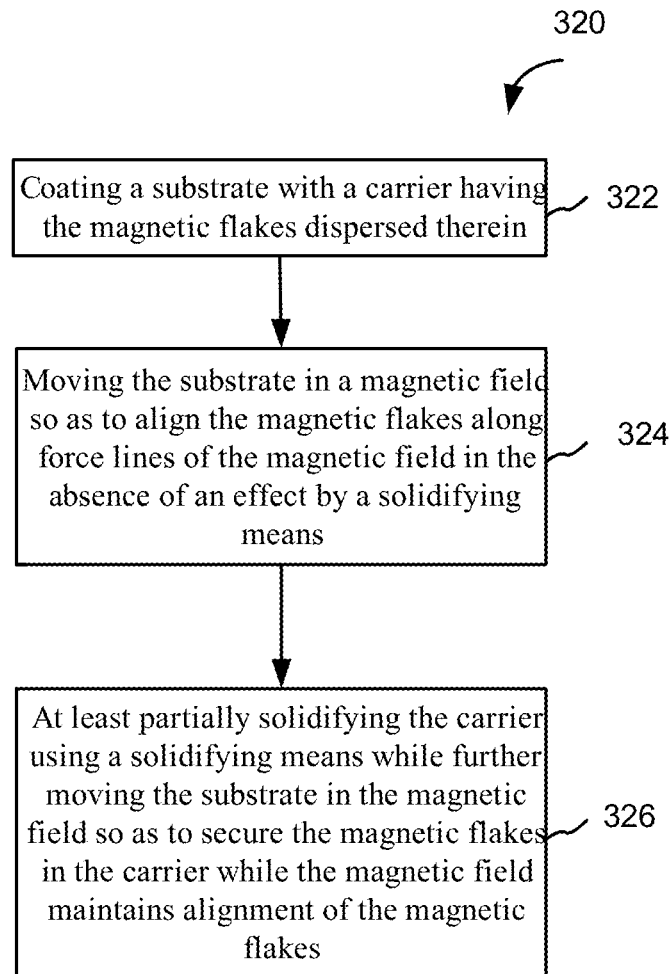 320
Coating a substrate with a carrier having
the magnetic flakes dispersed therein
322
Moving the substrate in a magnetic field
so as to align the magnetic flakes along
force lines of the magnetic field in the
absence of an effect by a solidifying
means
324
At least partially solidifying the carrier
using a solidifying means while further
moving the substrate in the magnetic
field so as to secure the magnetic flakes
in the carrier while the magnetic field
maintains alignment of the magnetic
flakes
326